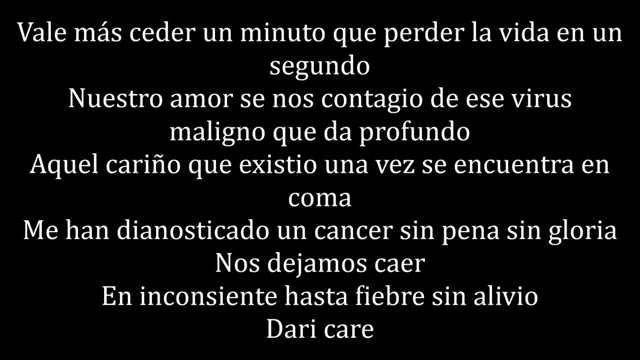 Vale más ceder un minuto que perder la vida en un
segundo
Nuestro amor se nos contagio de ese virus
maligno que da profundo
Aquel cariño que existio una vez se encuentra en
coma
Me han dianosticado un cancer sin pena sin gloria
Nos dejamos caer
En inconsiente hasta fiebre sin alivio
Dari care